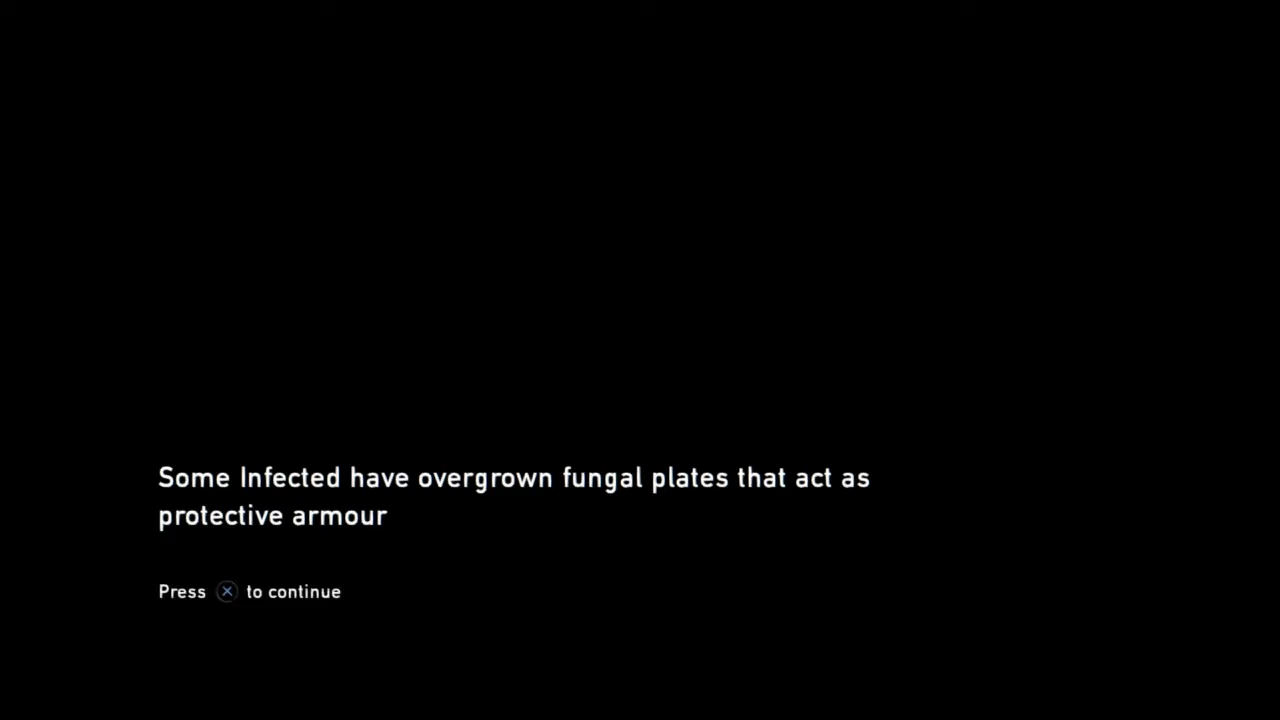 Some Infected have overgrown fungal plates that act as
protective armour
Press ⓧ to continue